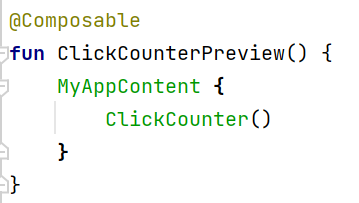 @Composable
fun ClickCounterPreview() {
    MyAppContent {
        ClickCounter()
    }
}